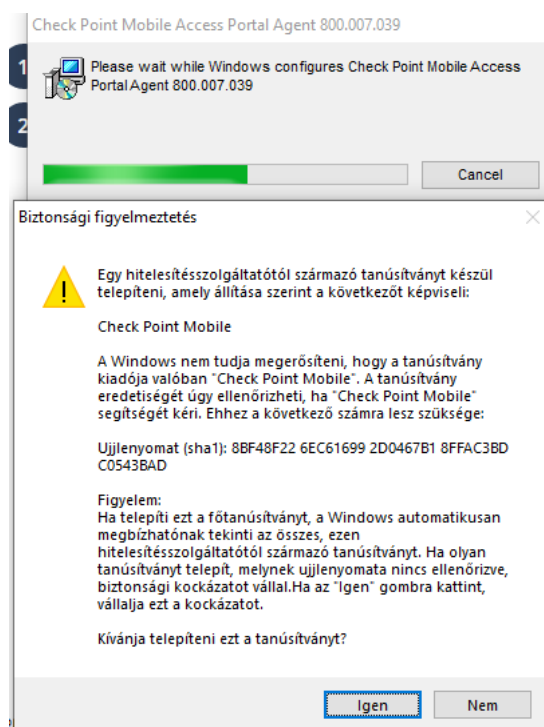 Check Point Mobile Access Portal Agent 800.007.039
1
Please wait while Windows configures Check Point Mobile Access
Portal Agent 800.007.039
2
Cancel
Biztonsági figyelmeztetés
Egy hitelesítésszolgáltatótól származó tanúsítványt készül
telepíteni, amely állítása szerint a következőt képviseli:
Check Point Mobile
A Windows nem tudja megerősíteni, hogy a tanúsítvány
kiadója valóban "Check Point Mobile". A tanúsítvány
eredetiségét úgy ellenőrizheti, ha "Check Point Mobile"
segítségét kéri. Ehhez a következő számra lesz szüksége:
Ujjlenyomat (sha1): 8BF48F22 6EC61699 2D0467B1 8FFAC3BD
C0543BAD
Figyelem:
Ha telepíti ezt a főtanúsítványt, a Windows automatikusan
megbízhatónak tekinti az összes, ezen
hitelesítésszolgáltatótól származó tanúsítványt. Ha olyan
tanúsítványt telepít, melynek ujjlenyomata nincs ellenőrizve,
biztonsági kockázatot vállal.Ha az "Igen" gombra kattint,
vállalja ezt a kockázatot.
Kívánja telepíteni ezt a tanúsítványt?
Igen
Nem